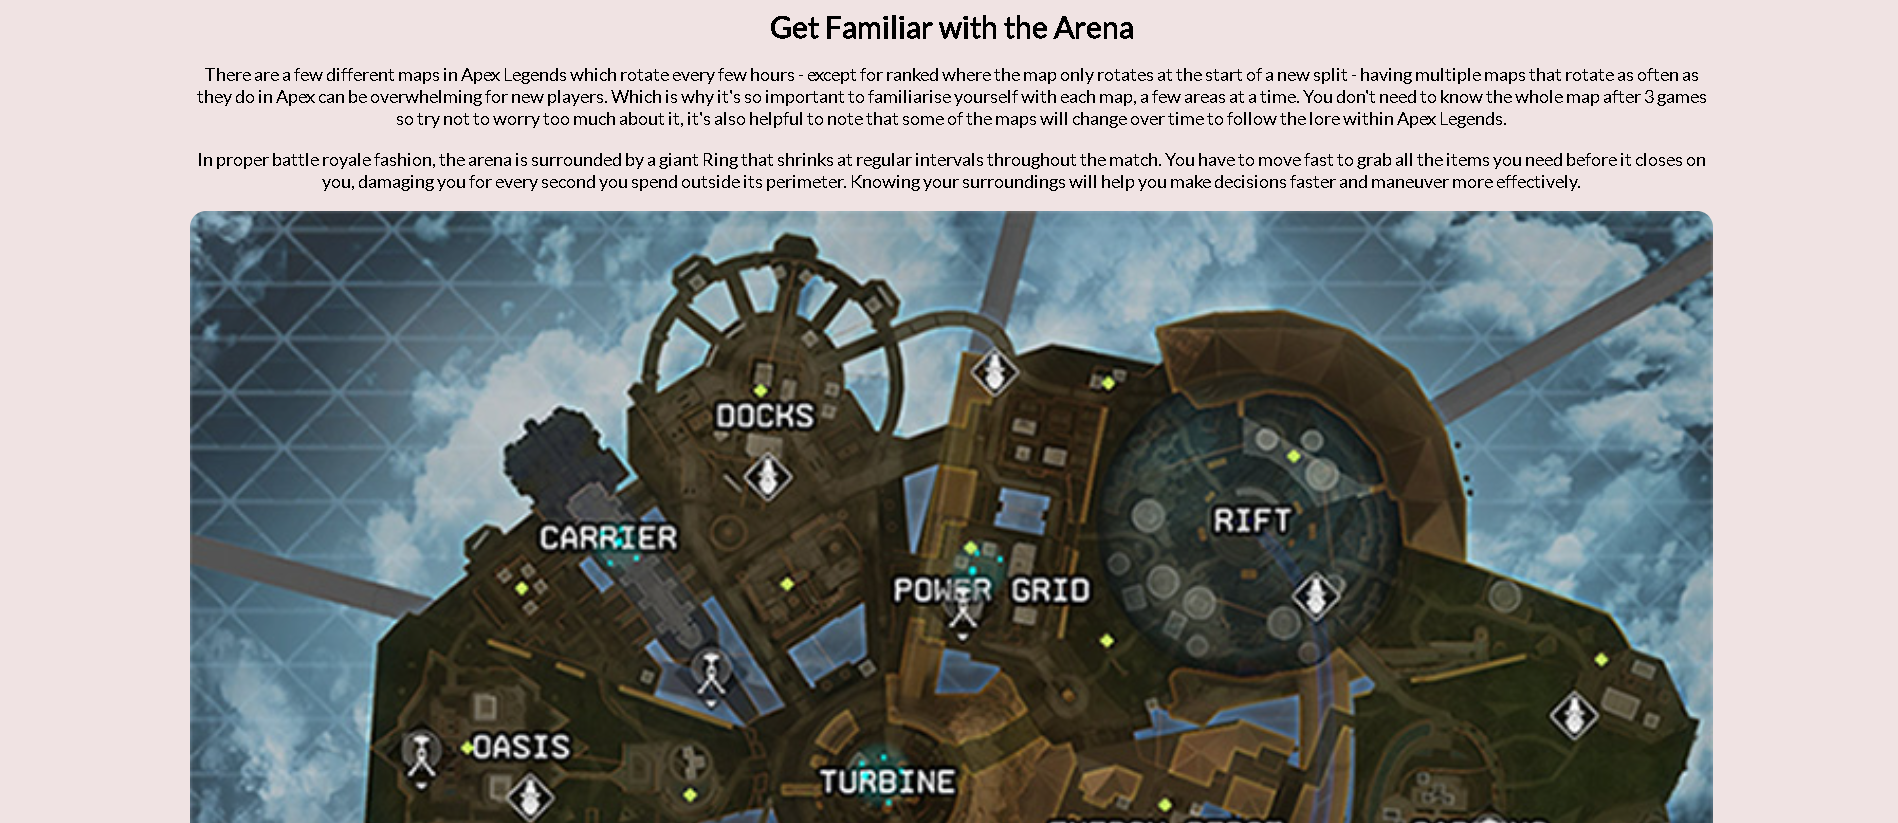 Get Familiar with the Arena
There are a few different maps in Apex Legends which rotate every few hours - except for ranked where the map only rotates at the start of a new split - having multiple maps that rotate as often as
they do in Apex can be overwhelming for new players. Which is why it's so important to familiarise yourself with each map, a few areas at a time. You don't need to know the whole map after 3 games
so try not to worry too much about it, it's also helpful to note that some of the maps will change over time to follow the lore within Apex Legends.
In proper battle royale fashion, the arena is surrounded by a giant Ring that shrinks at regular intervals throughout the match. You have to move fast to grab all the items you need before it closes on
you, damaging you for every second you spend outside its perimeter. Knowing your surroundings will help you make decisions faster and maneuver more effectively.
DOCKS
RIFT
CARRIER
POWER GRID
OASIS
TURBINE